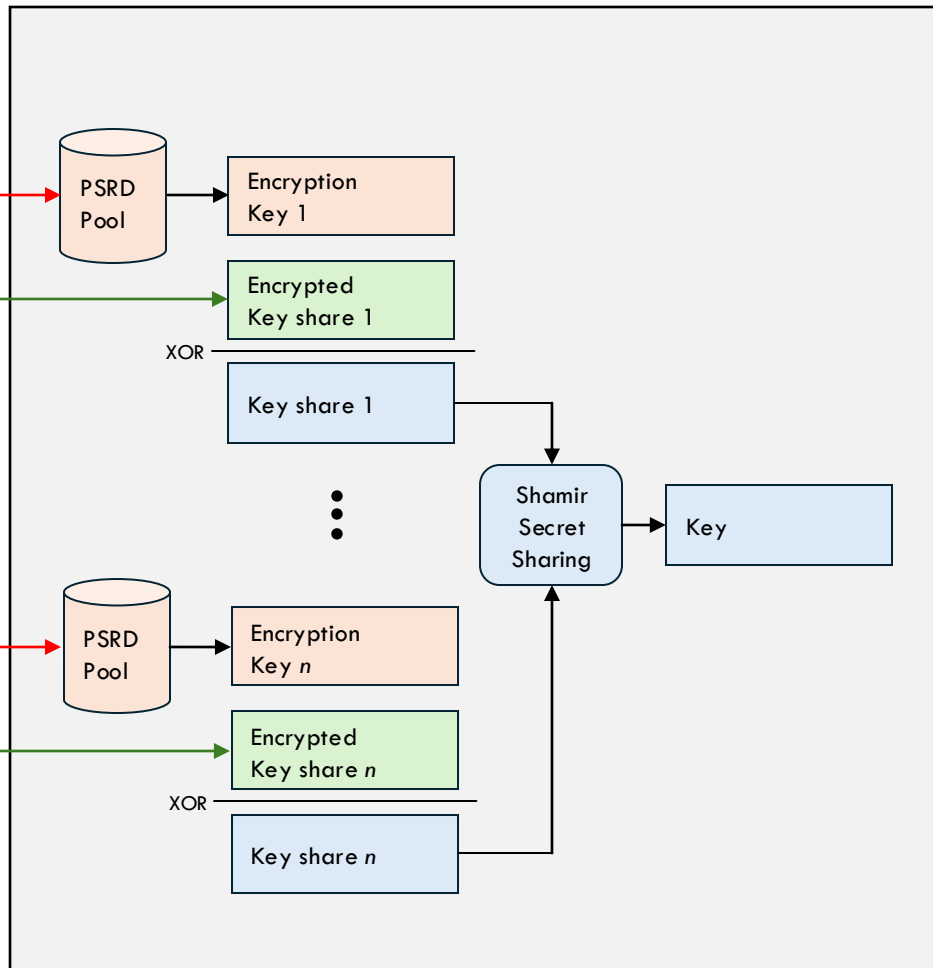 PSRD
Pool
Encryption
Key 1
Encrypted
Key share 1
XOR
Key share 1
Shamir
Secret
Sharing
Key
PSRD
Pool
Encryption
Key n
Encrypted
Key share n
XOR
Key share n